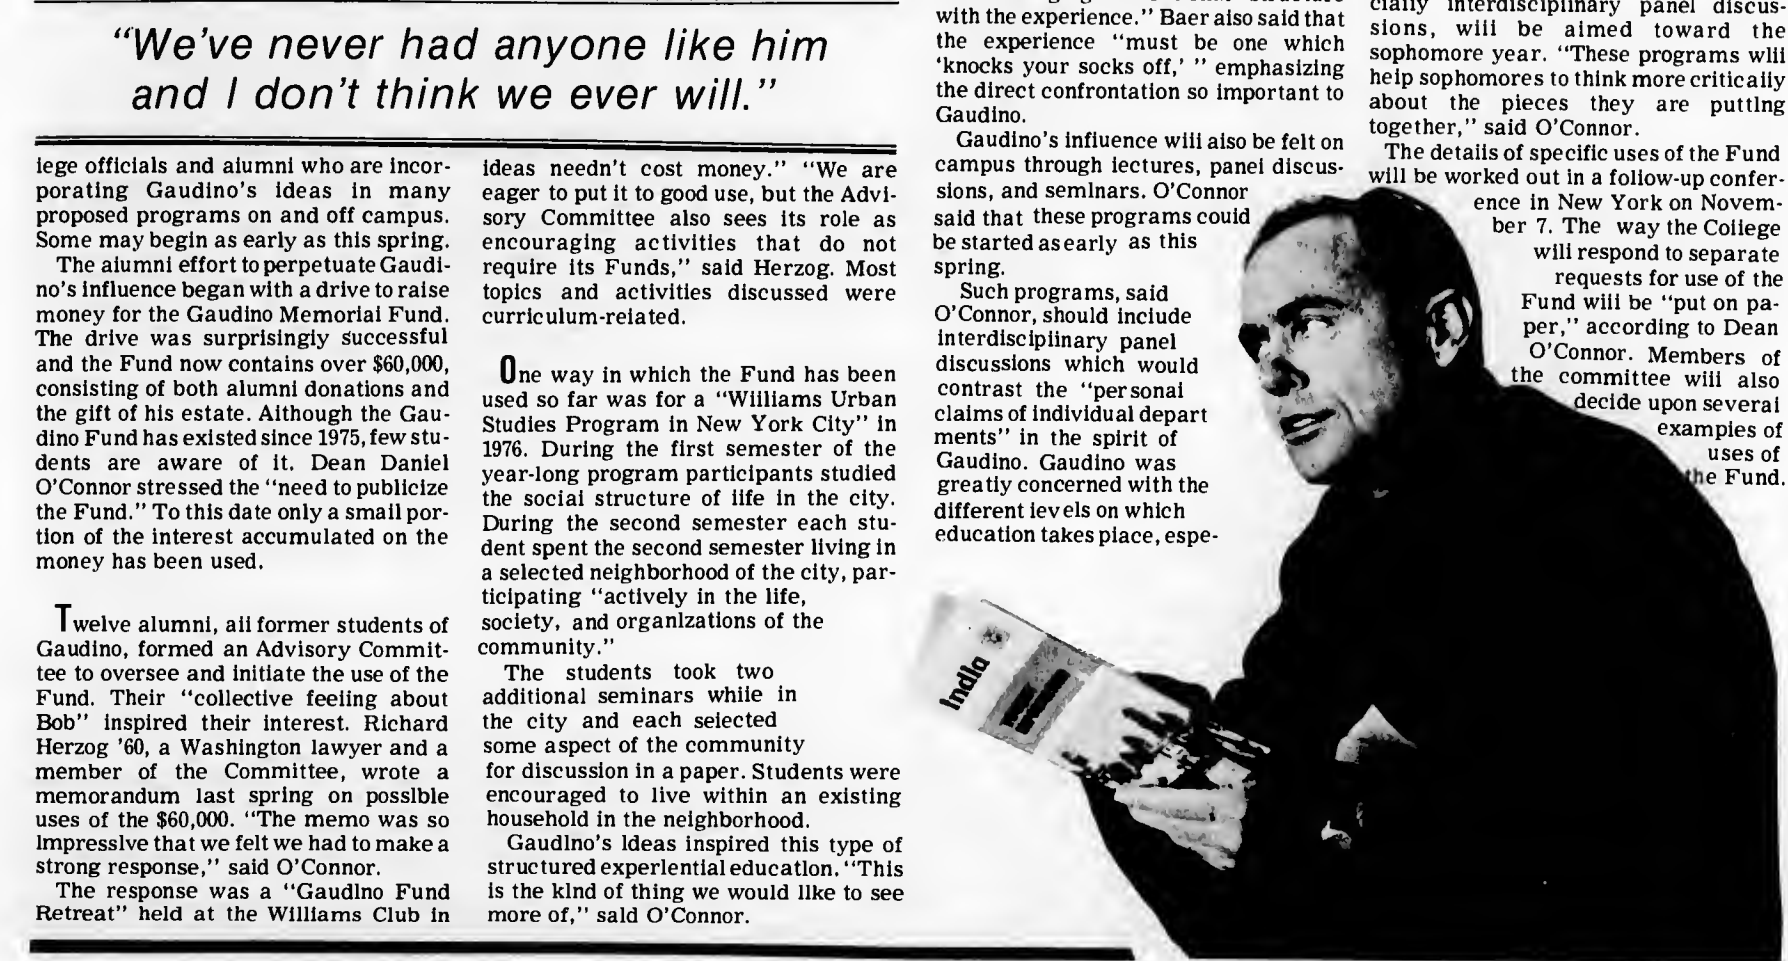 “We've never had anyone like him
and I don't think we ever will.”
lege officials and alumni who are incor-
porating Gaudino's ideas in many
proposed programs on and off campus.
Some may begin as early as this spring.
The alumni effort to perpetuate Gaudi-
no's influence began with a drive to raise
money for the Gaudino Memorial Fund.
The drive was surprisingly successful
and the Fund now contains over $60,000,
consisting of both alumni donations and
the gift of his estate. Although the Gau-
dino Fund has existed since 1975, few stu-
dents are aware of it. Dean Daniel
O'Connor stressed the “need to publicize
the Fund.” To this date only a small por-
tion of the interest accumulated on the
money has been used.
Twelve alumni, all former students of
Gaudino, formed an Advisory Commit-
tee to oversee and initiate the use of the
Fund. Their “collective feeling about
Bob” inspired their interest. Richard
Herzog '60, a Washington lawyer and a
member of the Committee, wrote a
memorandum last spring on possible
uses of the $60,000. “The memo was so
impressive that we felt we had to make a
strong response,” said O'Connor.
The response was a “Gaudino Fund
Retreat” held at the Williams Club in
ideas needn't cost money.” “We are
eager to put it to good use, but the Advi-
sory Committee also sees its role as
encouraging activities that do not
require its Funds,” said Herzog. Most
topics and activities discussed were
curriculum-related.
One way in which the Fund has been
used so far was for a “Williams Urban
Studies Program in New York City” in
1976. During the first semester of the
year-long program participants studied
the social structure of life in the city.
During the second semester each stu-
dent spent the second semester living in
a selected neighborhood of the city, par-
ticipating “actively in the life,
society, and organizations of the
community.”
The students took two
additional seminars while in
the city and each selected
some aspect of the community
for discussion in a paper. Students were
encouraged to live within an existing
household in the neighborhood.
Gaudino's ideas inspired this type of
structured experiential education. “This
is the kind of thing we would like to see
more of,” said O'Connor.
with the experience.” Baer also said that
the experience “must be one which
‘knocks your socks off,’ ” emphasizing
the direct confrontation so important to
Gaudino.
Gaudino's influence will also be felt on
campus through lectures, panel discus-
sions, and seminars. O'Connor
said that these programs could
be started as early as this
spring.
Such programs, said
O'Connor, should include
interdisciplinary panel
discussions which would
contrast the “personal
claims of individual depart
ments” in the spirit of
Gaudino. Gaudino was
greatly concerned with the
different levels on which
education takes place, espe-
cially interdisciplinary panel discus-
sions, will be aimed toward the
sophomore year. “These programs will
help sophomores to think more critically
about the pieces they are putting
together,” said O'Connor.
The details of specific uses of the Fund
will be worked out in a follow-up confer-
ence in New York on Novem-
ber 7. The way the College
will respond to separate
requests for use of the
Fund will be “put on pa-
per,” according to Dean
O'Connor. Members of
the committee will also
decide upon several
examples of
uses of
the Fund.
India